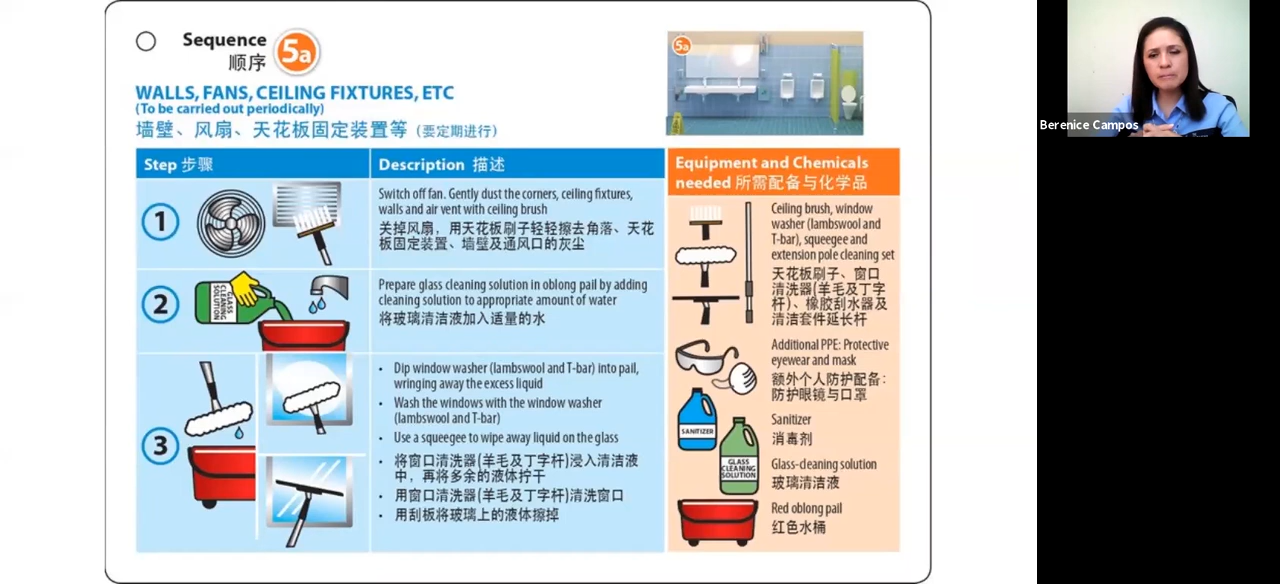 Sequence
顺序
5a
WALLS, FANS, CEILING FIXTURES, ETC
(To be carried out periodically)
墙壁、风扇、天花板固定装置等 (要定期进行)
5a
Berenice Campos
Step 步骤
Description 描述
Equipment and Chemicals
needed 所需配备与化学品
1
Switch off fan. Gently dust the corners, ceiling fixtures,
walls and air vent with ceiling brush
关掉风扇，用天花板刷子轻轻擦去角落、天花
板固定装置、墙壁及通风口的灰尘
2
GLASS
CLEANING
SOLUTION
Prepare glass cleaning solution in oblong pail by adding
cleaning solution to appropriate amount of water
将玻璃清洁液加入适量的水
3
• Dip window washer (lambswool and T-bar) into pail,
wringing away the excess liquid
• Wash the windows with the window washer
(lambswool and T-bar)
• Use a squeegee to wipe away liquid on the glass
• 将窗口清洗器(羊毛及丁字杆)浸入清洁液
中，再将多余的液体拧干
• 用窗口清洗器(羊毛及丁字杆)清洗窗口
• 用刮板将玻璃上的液体擦掉
Ceiling brush, window
washer (lambswool and
T-bar), squeegee and
extension pole cleaning set
天花板刷子、窗口
清洗器(羊毛及丁字
杆)、橡胶刮水器及
清洁套件延长杆
Additional PPE: Protective
eyewear and mask
额外个人防护配备：
防护眼镜与口罩
SANITIZER
Sanitizer
消毒剂
GLASS
CLEANING
SOLUTION
Glass-cleaning solution
玻璃清洁液
Red oblong pail
红色水桶